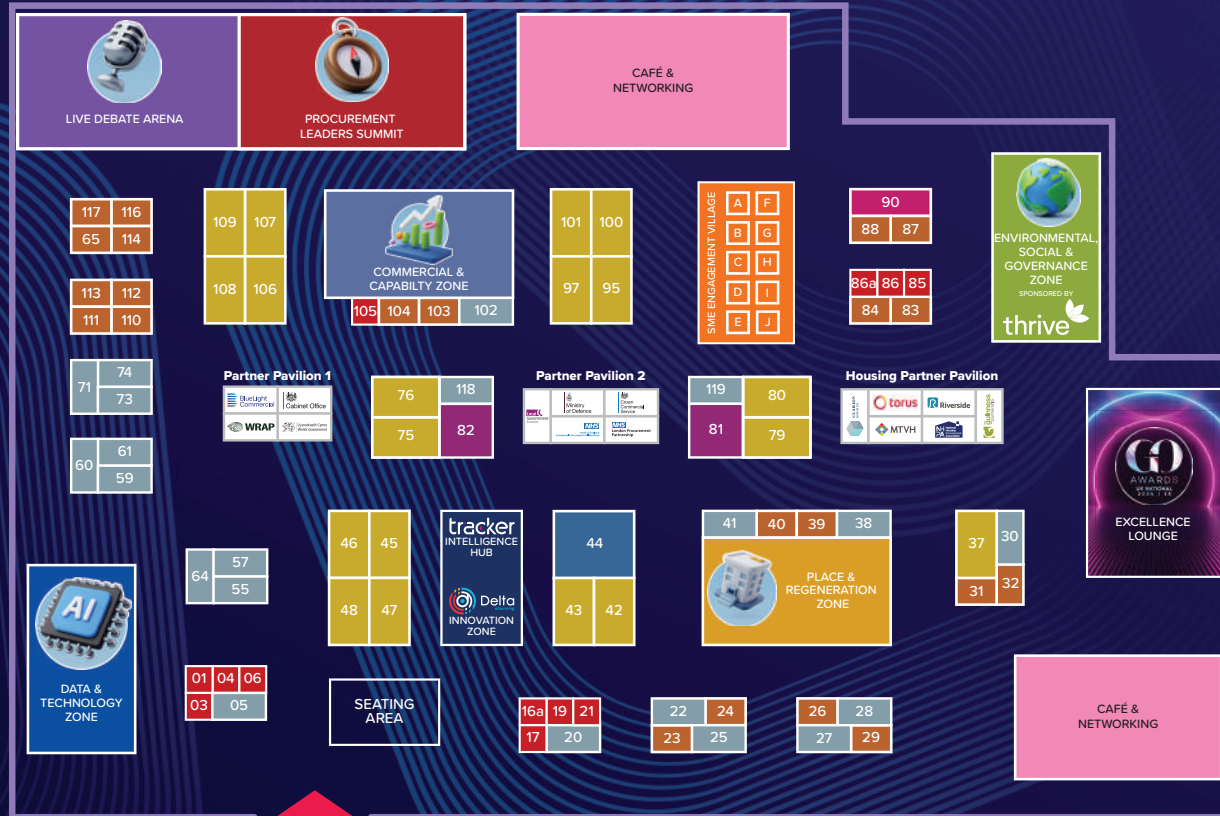 LIVE DEBATE ARENA
PROCUREMENT
LEADERS SUMMIT
CAFÉ &
NETWORKING
117 116
65 114
109 107
108 106
COMMERCIAL &
CAPABILTY ZONE
105 104 103 102
101 100
97 95
SME ENGAGEMENT VILLAGE
A F
B G
C H
D I
E J
90
88 87
86a 86 85
84 83
ENVIRONMENTAL,
SOCIAL &
GOVERNANCE
ZONE
SPONSORED BY
thrive
113 112
111 110
71 74
73
Partner Pavilion 1
BlueLight
Commercial
Cabinet Office
WRAP
76 118
75 82
Partner Pavilion 2
Ministry
of Defence
Crown
Commercial
Service
NHS
NHS
London Procurement
Partnership
119 80
81 79
Housing Partner Pavilion
torus
Riverside
MTVH
60 61
59
GO
AWARDS
UK NATIONAL
EXCELLENCE
LOUNGE
64 57
55
46 45
48 47
tracker
INTELLIGENCE
HUB
Delta
INNOVATION
ZONE
44
43 42
41 40 39 38
PLACE &
REGENERATION
ZONE
37 30
31 32
AI
DATA &
TECHNOLOGY
ZONE
01 04 06
03 05
SEATING
AREA
16a 19 21
17 20
22 24
23 25
26 28
27 29
CAFÉ &
NETWORKING